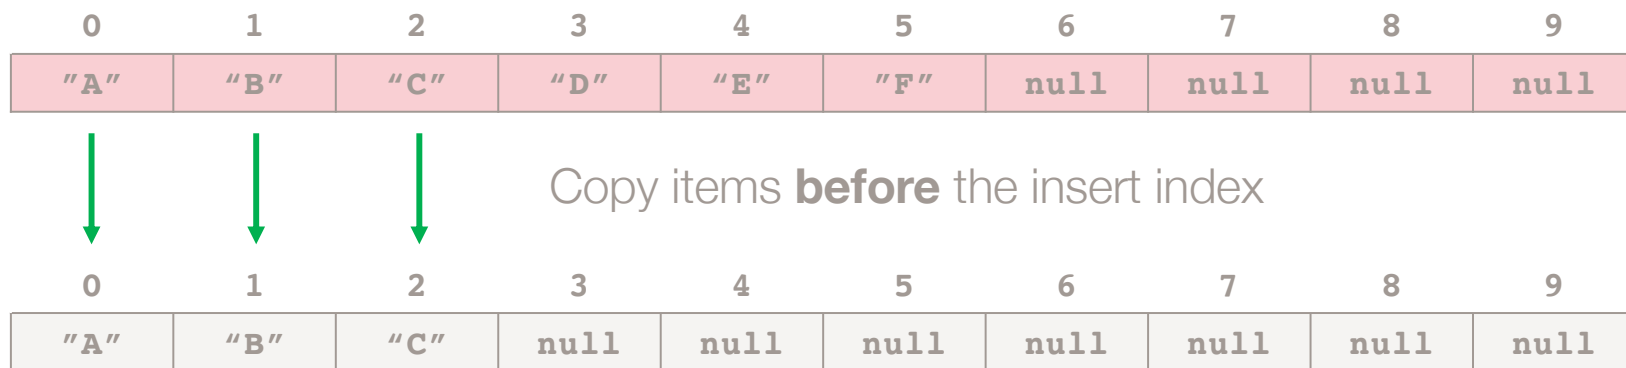 0 1 2 3 4 5 6 7 8 9
”A” “B” “C” “D” “E” ”F” null null null null
Copy items before the insert index
0 1 2 3 4 5 6 7 8 9
”A” “B” “C” null null null null null null null